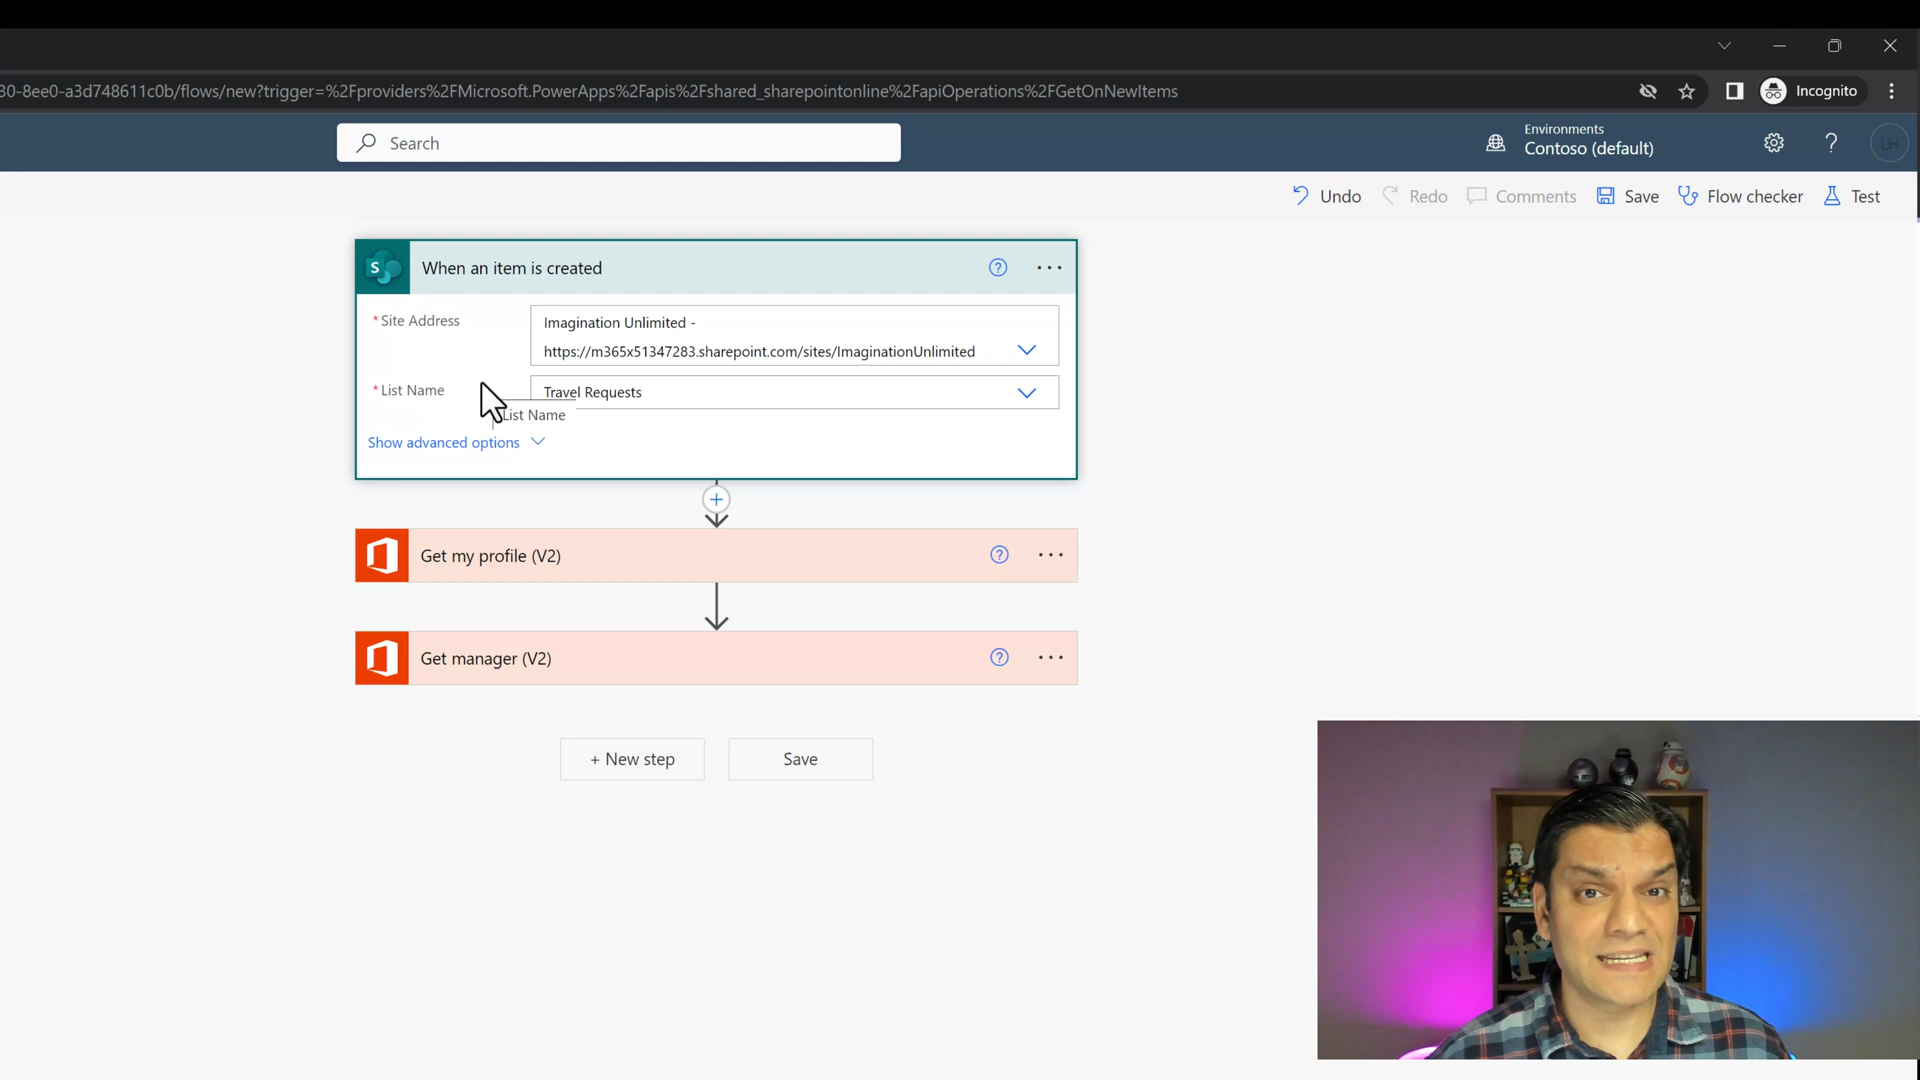 30-8ee0-a3d748611c0b/flows/new?trigger=%2Fproviders%2FMicrosoft.PowerApps%2Fapis%2Fshared_sharepointonline%2FapiOperations%2FGetOnNewItems
Incognito
Search
Environments
Contoso (default)
?
LH
Undo
Redo
Comments
Save
Flow checker
Test
S
When an item is created
?
...
* Site Address
Imagination Unlimited -
https://m365x51347283.sharepoint.com/sites/ImaginationUnlimited
* List Name
Travel Requests
List Name
Show advanced options
+
Get my profile (V2)
?
...
Get manager (V2)
?
...
+ New step
Save